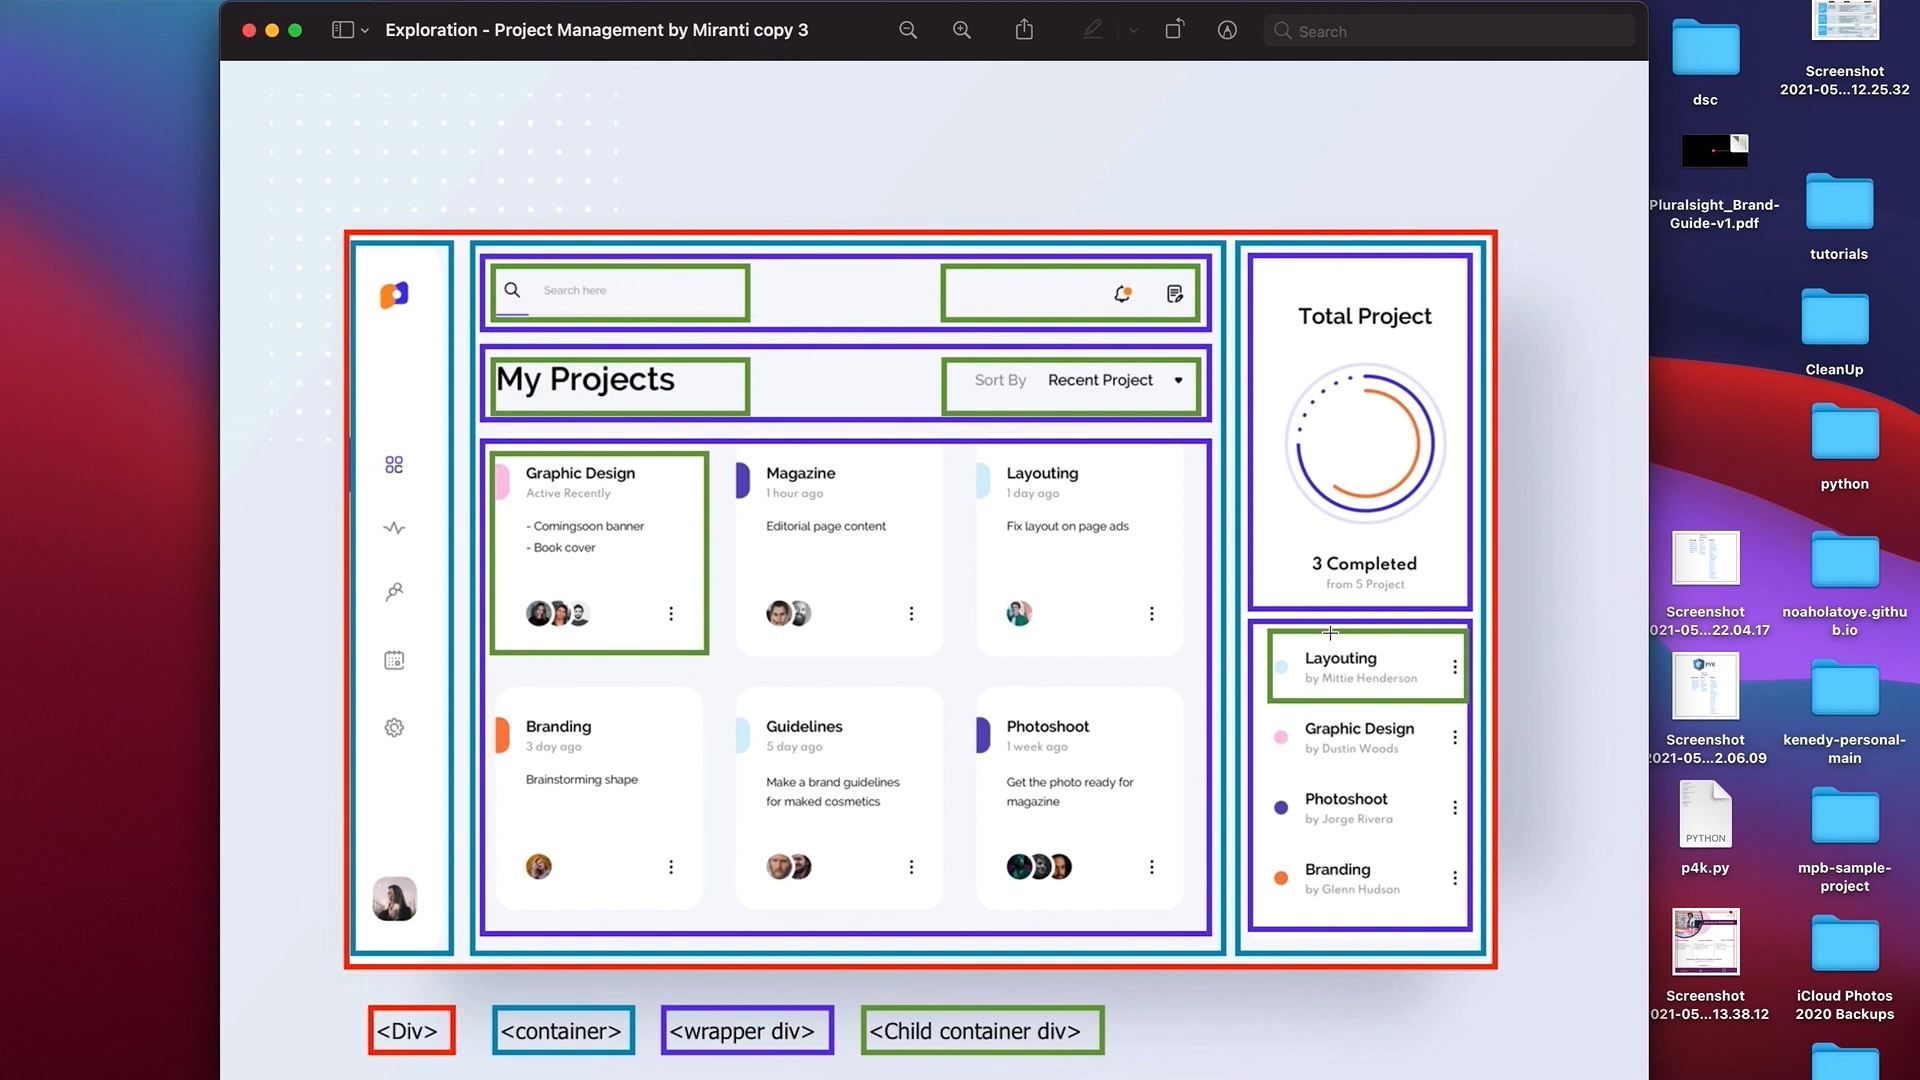 Exploration - Project Management by Miranti copy 3
Search
Search here
My Projects
Sort By Recent Project
Graphic Design
Active Recently
- Comingsoon banner
- Book cover
Magazine
1 hour ago
Editorial page content
Layouting
1 day ago
Fix layout on page ads
Branding
3 day ago
Brainstorming shape
Guidelines
5 day ago
Make a brand guidelines
for maked cosmetics
Photoshoot
1 week ago
Get the photo ready for
magazine
Total Project
3 Completed
from 5 Project
Layouting
by Mittie Henderson
Graphic Design
by Dustin Woods
Photoshoot
by Jorge Rivera
Branding
by Glenn Hudson
<Div>
<container>
<wrapper div>
<Child container div>
dsc
Screenshot
2021-05...12.25.32
Pluralsight_Brand-
Guide-v1.pdf
tutorials
CleanUp
python
Screenshot
021-05...22.04.17
noaholatoye.githu
b.io
Screenshot
2021-05...2.06.09
kenedy-personal-
main
PYTHON
p4k.py
mpb-sample-
project
Screenshot
021-05...13.38.12
iCloud Photos
2020 Backups